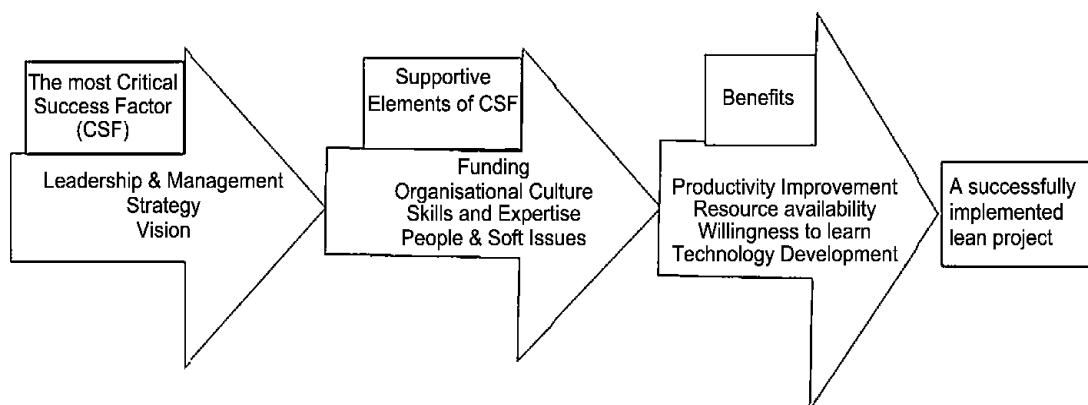 The most Critical
Success Factor
(CSF)
Leadership & Management
Strategy
Vision
Supportive
Elements of CSF
Funding
Organisational Culture
Skills and Expertise
People & Soft Issues
Benefits
Productivity Improvement
Resource availability
Willingness to learn
Technology Development
A successfully
implemented
lean project